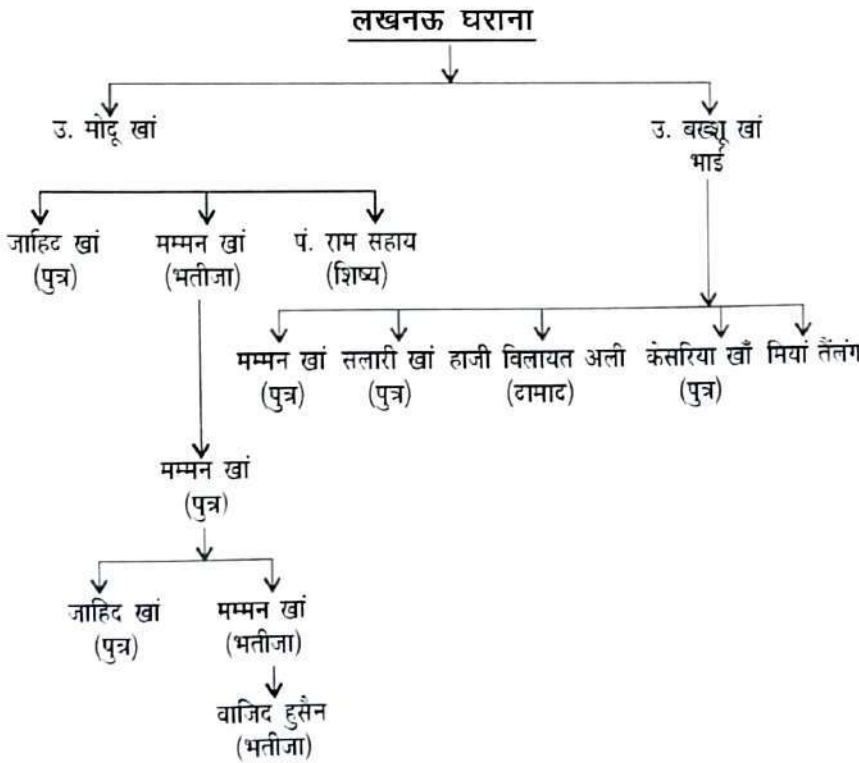 लखनऊ घराना
उ. मोदू खां
उ. बख्शू खां
भाई
जाहिद खां
(पुत्र)
मम्मन खां
(भतीजा)
पं. राम सहाय
(शिष्य)
मम्मन खां
(पुत्र)
सलारी खां
(पुत्र)
हाजी विलायत अली
(दामाद)
केसरिया खाँ
(पुत्र)
मियां तैंलंग
मम्मन खां
(पुत्र)
जाहिद खां
(पुत्र)
मम्मन खां
(भतीजा)
वाजिद हुसैन
(भतीजा)